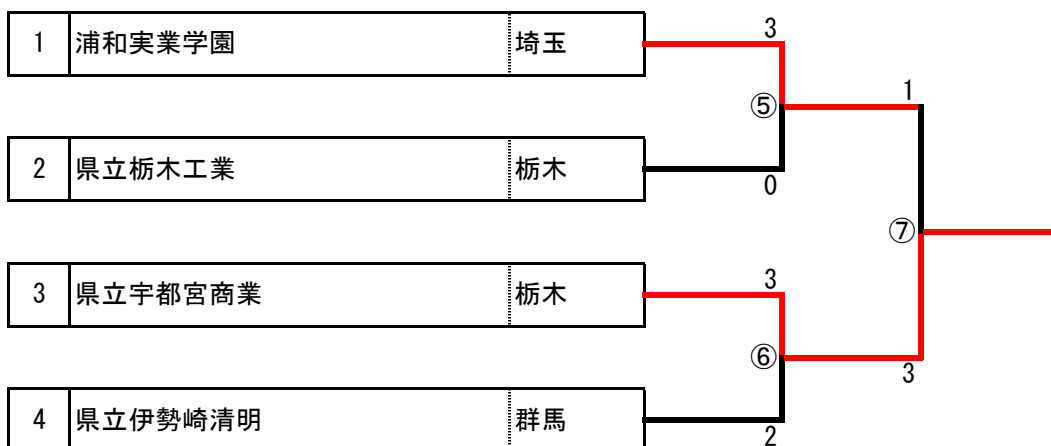 1 浦和実業学園 埼玉
3
⑤
1
2 県立栃木工業 栃木
0
⑦
3 県立宇都宮商業 栃木
3
⑥
3
4 県立伊勢崎清明 群馬
2